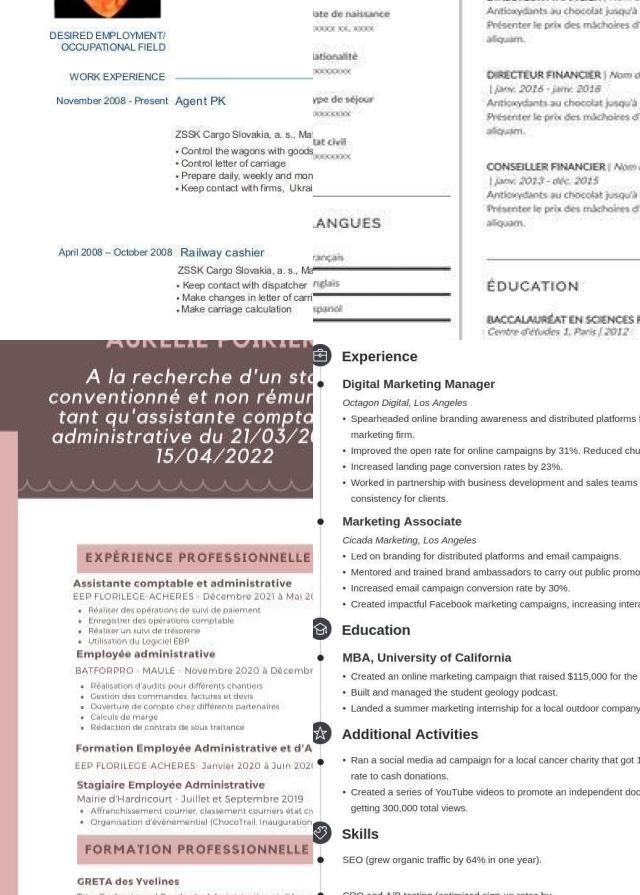 DESIRED EMPLOYMENT/
OCCUPATIONAL FIELD
WORK EXPERIENCE
November 2008 - Present Agent PK
ZSSK Cargo Slovakia, a. s., Ma
• Control the wagons with goods
• Control letter of carriage
• Prepare daily, weekly and mon
• Keep contact with firms, Ukrai
April 2008 – October 2008 Railway cashier
ZSSK Cargo Slovakia, a. s., Ma
• Keep contact with dispatcher
• Make changes in letter of carri
• Make carriage calculation
ate de naissance
xxxx xx, xxxx
ationalité
xxxxxxxx
ype de séjour
xxxxxxxx
tat civil
xxxxxxxx
ANGUES
rançais
nglais
spanol
Antioxydants au chocolat jusqu'à
Présenter le prix des mâchoires d'
aliquam.
DIRECTEUR FINANCIER | Nom d
| janv. 2016 - janv. 2018
Antioxydants au chocolat jusqu'à
Présenter le prix des mâchoires d'
aliquam.
CONSEILLER FINANCIER | Nom
| janv. 2013 - déc. 2015
Antioxydants au chocolat jusqu'à
Présenter le prix des mâchoires d'
aliquam.
ÉDUCATION
BACCALAURÉAT EN SCIENCES
Centre d'études 1, Paris | 2012
AURELIE POIRIER
A la recherche d'un sta
conventionné et non rémur
tant qu'assistante compta
administrative du 21/03/2
15/04/2022
EXPÉRIENCE PROFESSIONNELLE
Assistante comptable et administrative
EEP FLORILEGE-ACHERES - Décembre 2021 à Mai 20
• Réaliser des opérations de suivi de paiement
• Enregistrer des opérations comptable
• Réaliser un suivi de trésorerie
• Utilisation du Logiciel EBP
Employée administrative
BATFORPRO - MAULE - Novembre 2020 à Décembr
• Réalisation d'audits pour différents chantiers
• Gestion des commandes, factures et devis
• Ouverture de compte chez différents partenaires
• Calculs de marge
• Rédaction de contrats de sous traitance
Formation Employée Administrative et d'A
EEP FLORILEGE-ACHERES- Janvier 2020 à Juin 202
Stagiaire Employée Administrative
Mairie d'Hardricourt - Juillet et Septembre 2019
• Affranchissement courrier, classement courriers état civ
• Organisation d'évènementiel (ChocoTrail, Inauguration
FORMATION PROFESSIONNELLE
GRETA des Yvelines
Experience
Digital Marketing Manager
Octagon Digital, Los Angeles
• Spearheaded online branding awareness and distributed platforms f
marketing firm.
• Improved the open rate for online campaigns by 31%. Reduced chu
• Increased landing page conversion rates by 23%.
• Worked in partnership with business development and sales teams
consistency for clients.
Marketing Associate
Cicada Marketing, Los Angeles
• Led on branding for distributed platforms and email campaigns.
• Mentored and trained brand ambassadors to carry out public promo
• Increased email campaign conversion rate by 30%.
• Created impactful Facebook marketing campaigns, increasing intera
Education
MBA, University of California
• Created an online marketing campaign that raised $115,000 for the
• Built and managed the student geology podcast.
• Landed a summer marketing internship for a local outdoor company
Additional Activities
• Ran a social media ad campaign for a local cancer charity that got 1
rate to cash donations.
• Created a series of YouTube videos to promote an independent doc
getting 300,000 total views.
Skills
SEO (grew organic traffic by 64% in one year).